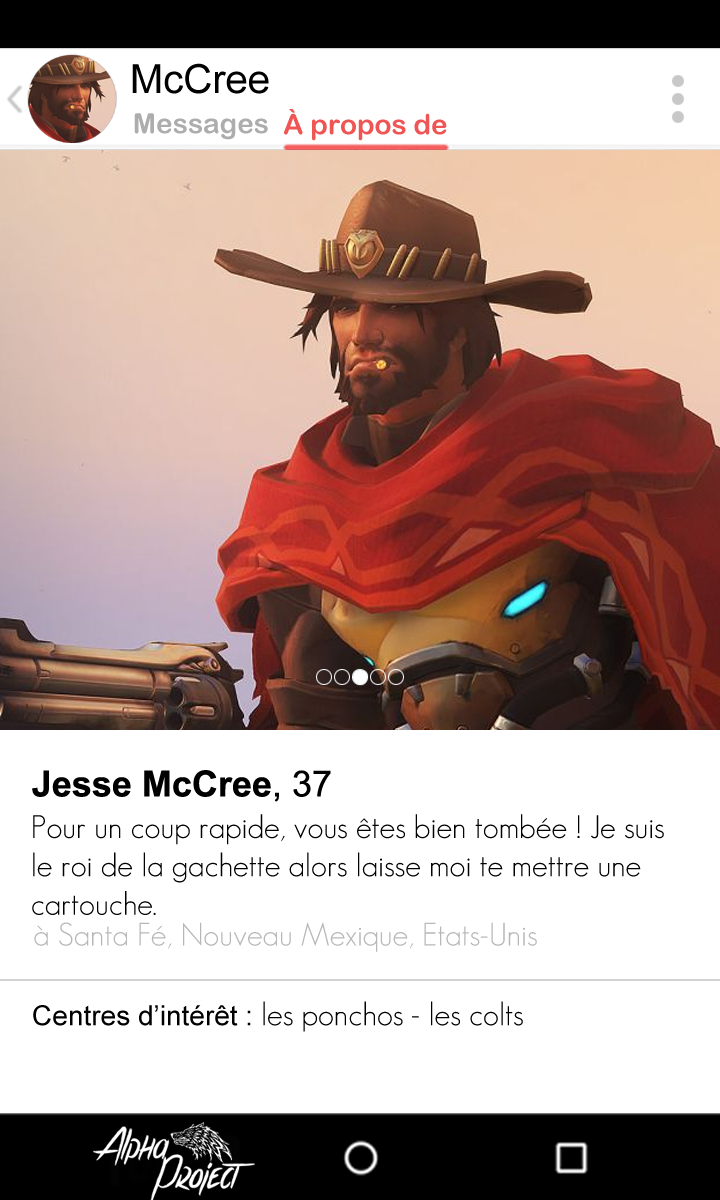 McCree
Messages À propos de
Jesse McCree, 37
Pour un coup rapide, vous êtes bien tombée ! Je suis
le roi de la gachette alors laisse moi te mettre une
cartouche.
à Santa Fé, Nouveau Mexique, Etats-Unis
Centres d’intérêt : les ponchos - les colts
Alpha
Project